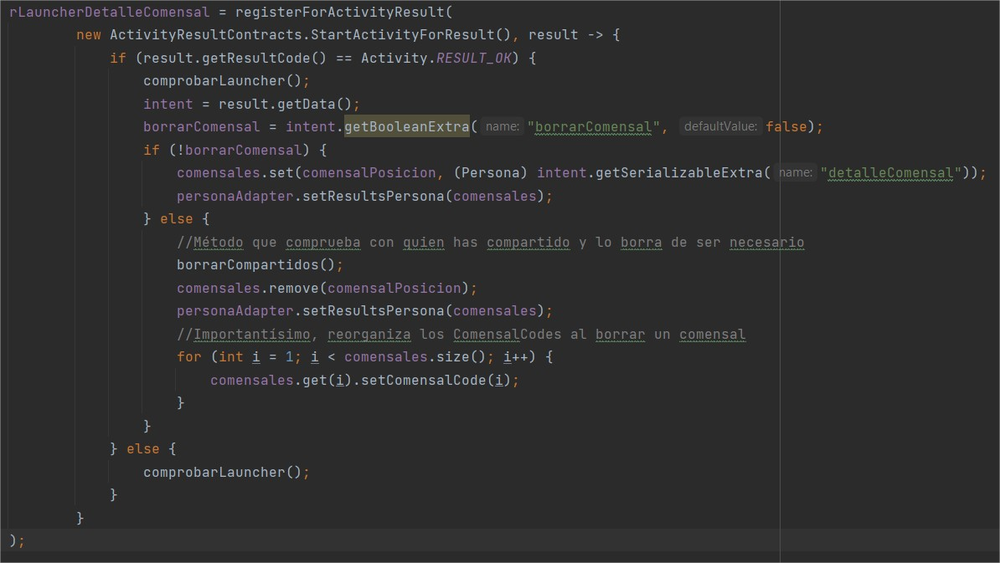 rLauncherDetalleComensal = registerForActivityResult(
new ActivityResultContracts.StartActivityForResult(), result -> {
if (result.getResultCode() == Activity.RESULT_OK) {
comprobarLauncher();
intent = result.getData();
borrarComensal = intent.getBooleanExtra( name: "borrarComensal", defaultValue: false);
if (!borrarComensal) {
comensales.set(comensalPosicion, (Persona) intent.getSerializableExtra( name: "detalleComensal"));
personaAdapter.setResultsPersona(comensales);
} else {
//Método que comprueba con quien has compartido y lo borra de ser necesario
borrarCompartidos();
comensales.remove(comensalPosicion);
personaAdapter.setResultsPersona(comensales);
//Importantísimo, reorganiza los ComensalCodes al borrar un comensal
for (int i = 1; i < comensales.size(); i++) {
comensales.get(i).setComensalCode(i);
}
}
} else {
comprobarLauncher();
}
}
);